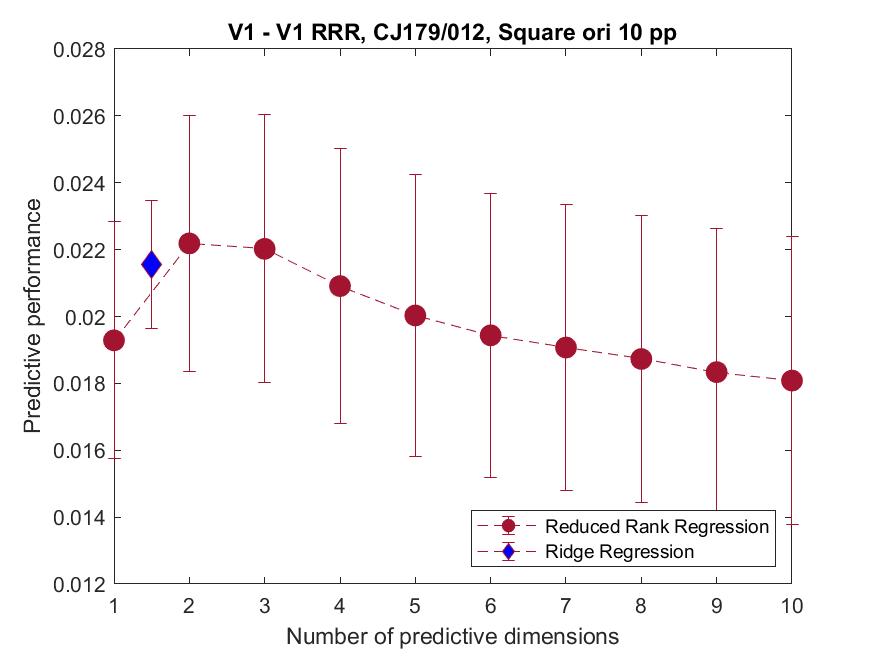 V1 - V1 RRR, CJ179/012, Square ori 10 pp
0.028
0.026
0.024
0.022
0.02
0.018
0.016
0.014
0.012
Predictive performance
Reduced Rank Regression
Ridge Regression
1 2 3 4 5 6 7 8 9 10
Number of predictive dimensions